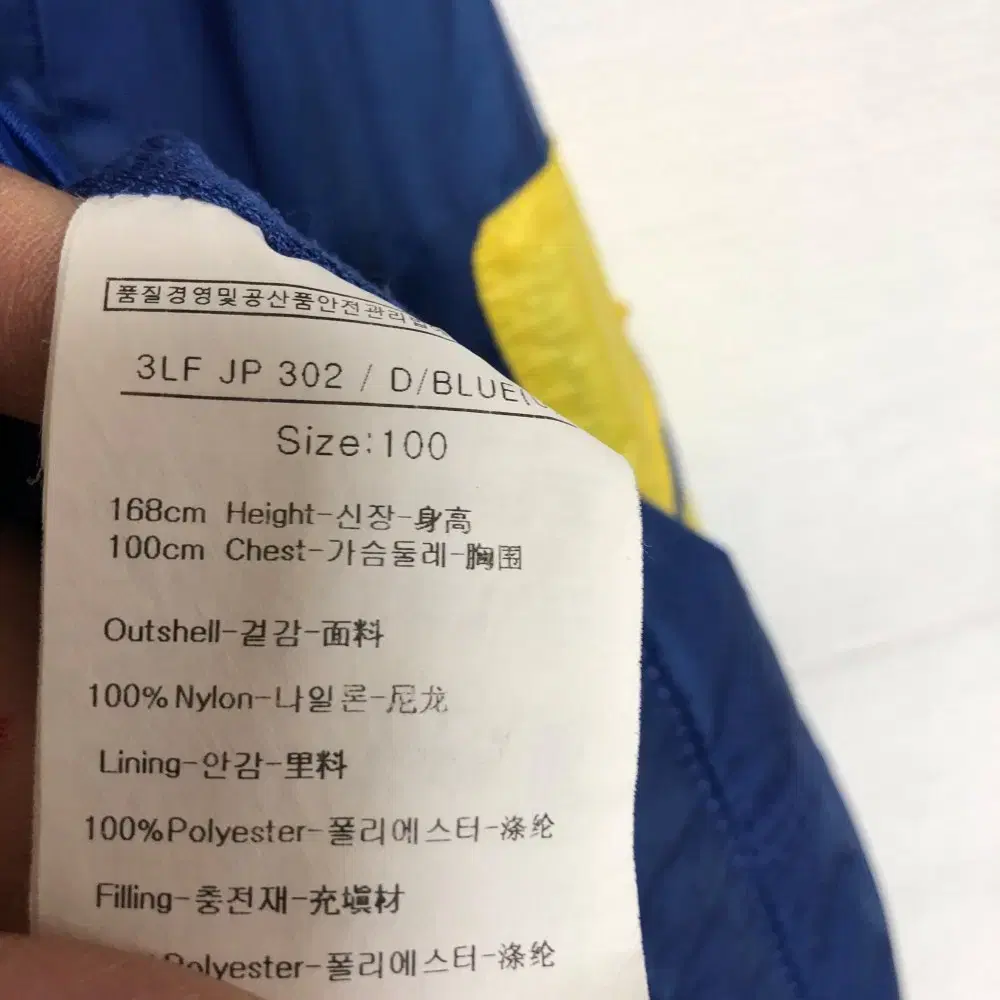 품질경영및공산품안전관리
3LF JP 302 / D/BLUE
Size:100
168cm Height-신장-身高
100cm Chest-가슴둘레-胸围
Outshell-겉감-面料
100%Nylon-나일론-尼龙
Lining-안감-里料
100%Polyester-폴리에스터-涤纶
Filling-충전재-充填材
Polyester-폴리에스터-涤纶